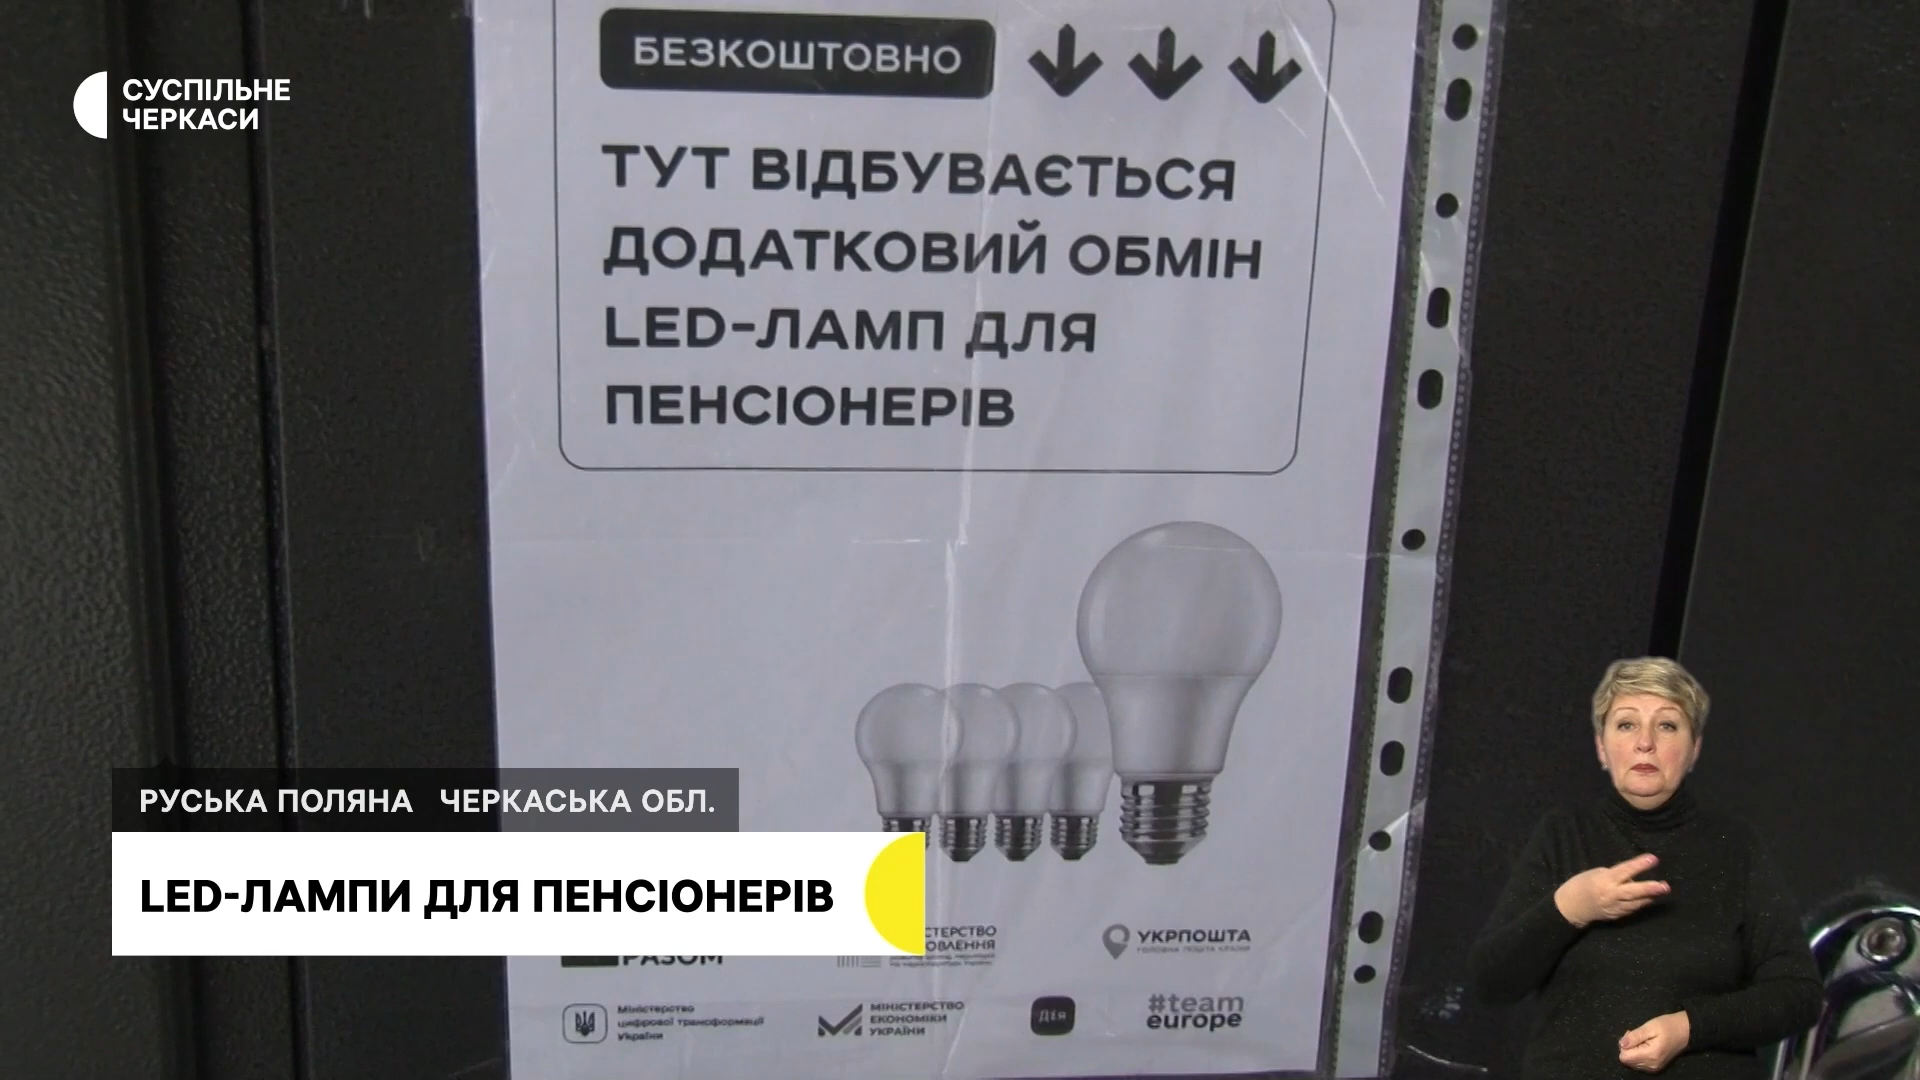 СУСПІЛЬНЕ
ЧЕРКАСИ
БЕЗКОШТОВНО
ТУТ ВІДБУВАЄТЬСЯ
ДОДАТКОВИЙ ОБМІН
LED-ЛАМП ДЛЯ
ПЕНСІОНЕРІВ
РУСЬКА ПОЛЯНА ЧЕРКАСЬКА ОБЛ.
LED-ЛАМПИ ДЛЯ ПЕНСІОНЕРІВ
РАЗОМ
УКРПОШТА
Міністерство
цифрової трансформації
України
МІНІСТЕРСТВО
ЕКОНОМІКИ
УКРАЇНИ
Дія
#team
europe